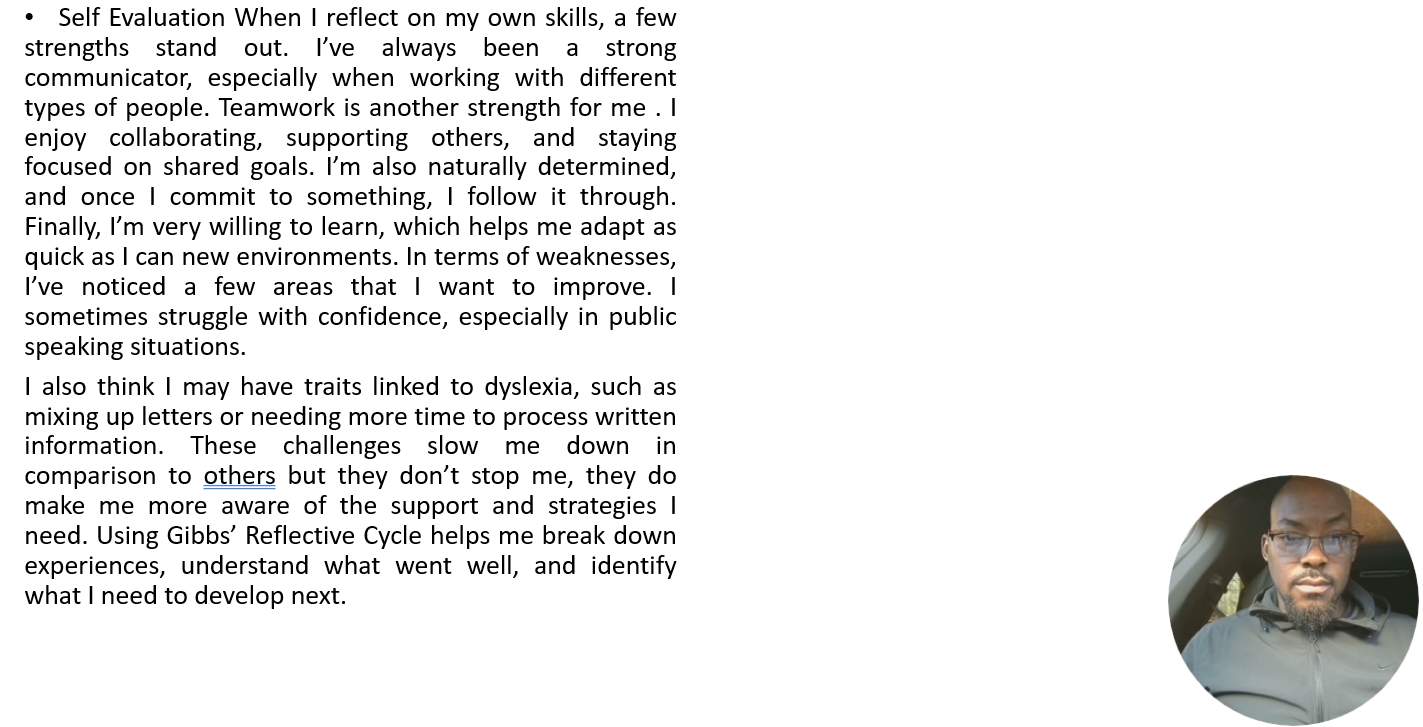 • Self Evaluation When I reflect on my own skills, a few
strengths stand out. I’ve always been a strong
communicator, especially when working with different
types of people. Teamwork is another strength for me . I
enjoy collaborating, supporting others, and staying
focused on shared goals. I’m also naturally determined,
and once I commit to something, I follow it through.
Finally, I’m very willing to learn, which helps me adapt as
quick as I can new environments. In terms of weaknesses,
I’ve noticed a few areas that I want to improve. I
sometimes struggle with confidence, especially in public
speaking situations.
I also think I may have traits linked to dyslexia, such as
mixing up letters or needing more time to process written
information. These challenges slow me down in
comparison to others but they don’t stop me, they do
make me more aware of the support and strategies I
need. Using Gibbs’ Reflective Cycle helps me break down
experiences, understand what went well, and identify
what I need to develop next.